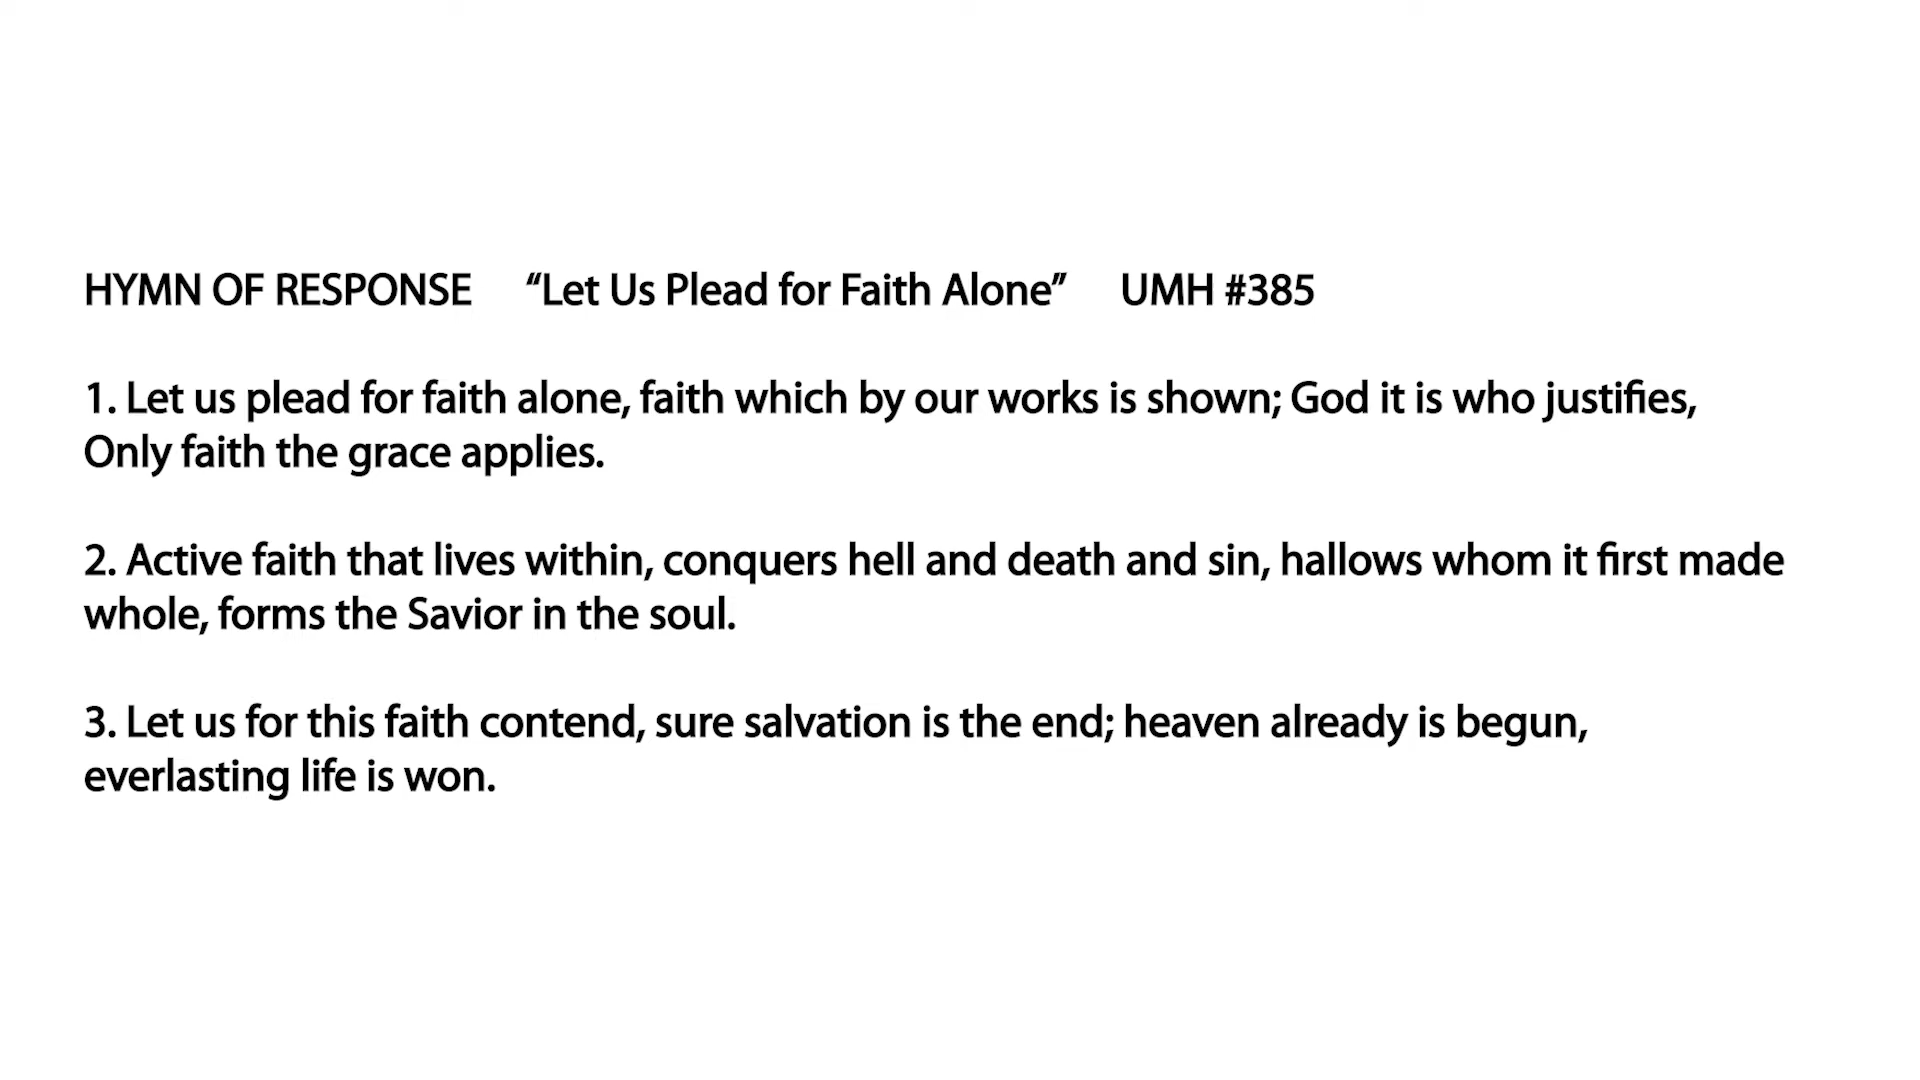 HYMN OF RESPONSE “Let Us Plead for Faith Alone” UMH #385
1. Let us plead for faith alone, faith which by our works is shown; God it is who justifies,
Only faith the grace applies.
2. Active faith that lives within, conquers hell and death and sin, hallows whom it first made
whole, forms the Savior in the soul.
3. Let us for this faith contend, sure salvation is the end; heaven already is begun,
everlasting life is won.